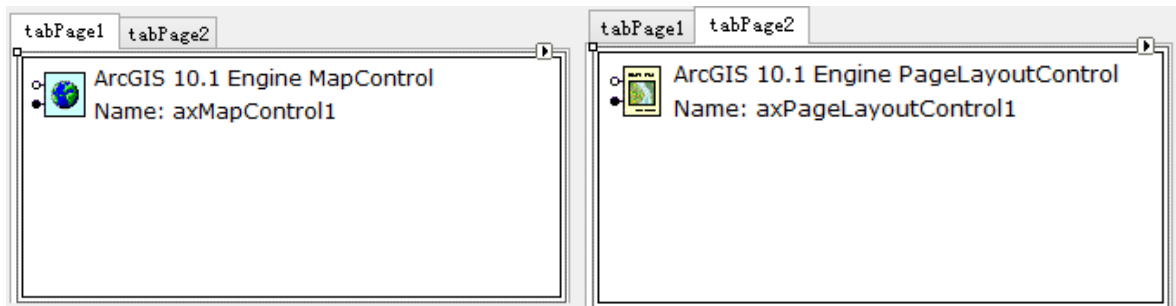 tabPage1 tabPage2
ArcGIS 10.1 Engine MapControl
Name: axMapControl1
tabPage1 tabPage2
ArcGIS 10.1 Engine PageLayoutControl
Name: axPageLayoutControl1